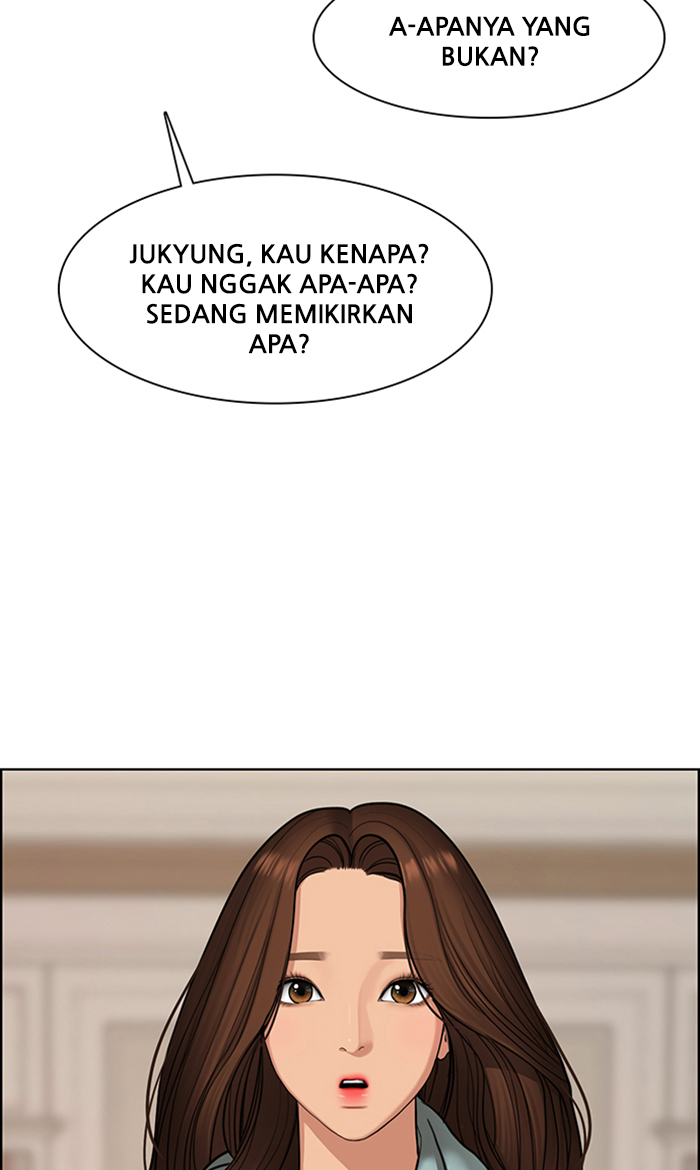 A-APANYA YANG
BUKAN?
JUKYUNG, KAU KENAPA?
KAU NGGAK APA-APA?
SEDANG MEMIKIRKAN
APA?